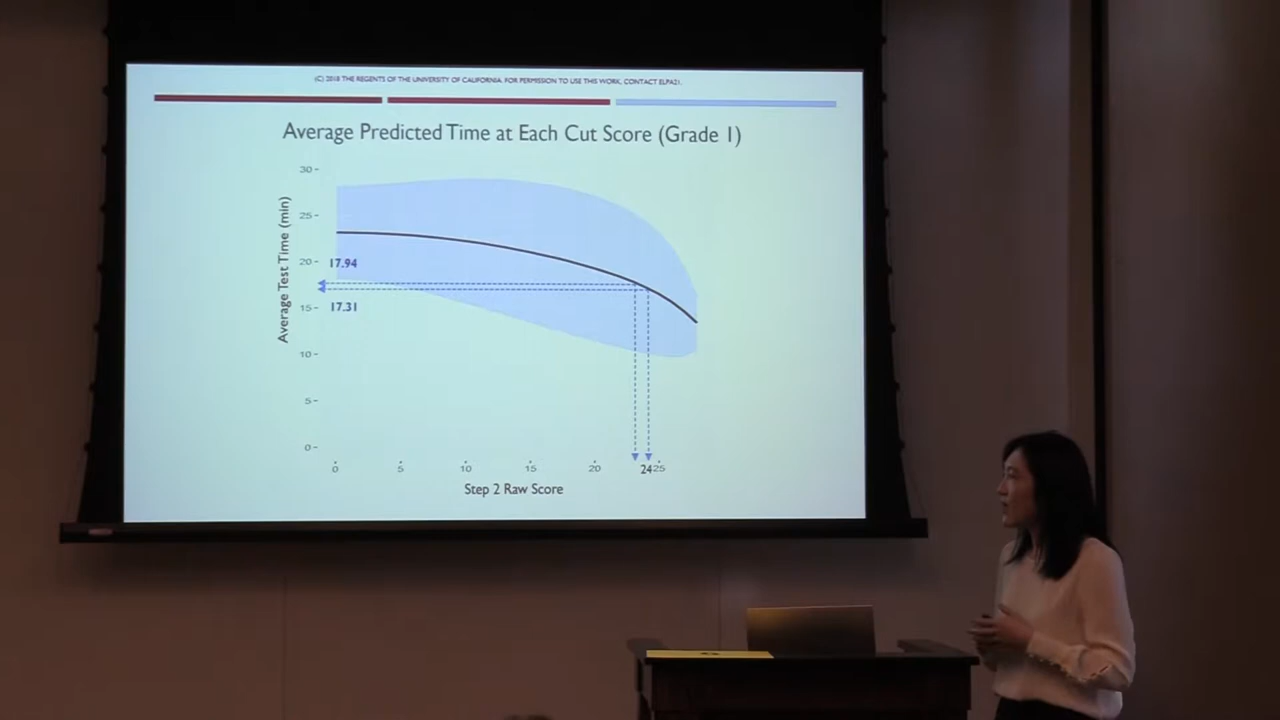 (C) 2018 THE REGENTS OF THE UNIVERSITY OF CALIFORNIA. FOR PERMISSION TO USE THIS WORK, CONTACT ELPA21.
Average Predicted Time at Each Cut Score (Grade 1)
Average Test Time (min)
30
25
20
17.94
17.31
15
10
5
0
0 5 10 15 20 24 25
Step 2 Raw Score